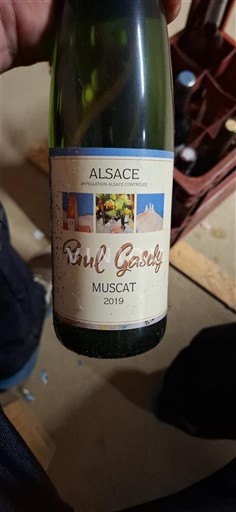 ALSACE
APPELLATION ALSACE CONTRÔLÉE
Paul Gaschy
MUSCAT
2019